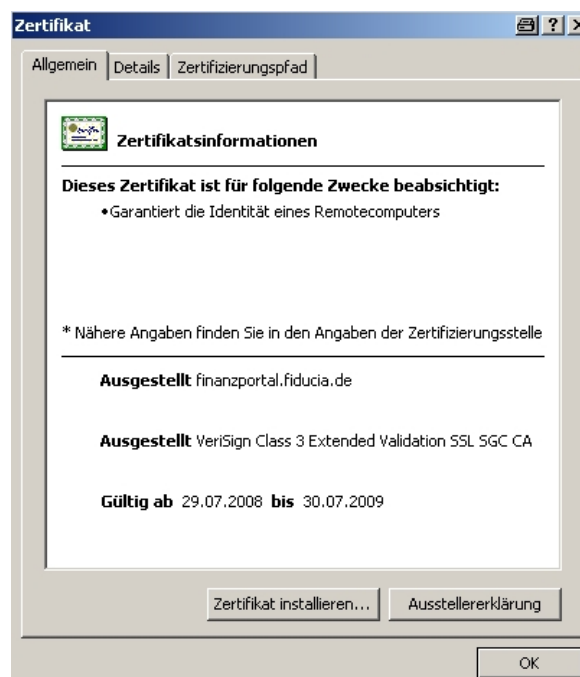 Zertifikat
Allgemein Details Zertifizierungspfad
Zertifikatsinformationen
Dieses Zertifikat ist für folgende Zwecke beabsichtigt:
•Garantiert die Identität eines Remotecomputers
* Nähere Angaben finden Sie in den Angaben der Zertifizierungsstelle
Ausgestellt finanzportal.fiducia.de
Ausgestellt VeriSign Class 3 Extended Validation SSL SGC CA
Gültig ab 29.07.2008 bis 30.07.2009
Zertifikat installieren... Ausstellererklärung
OK